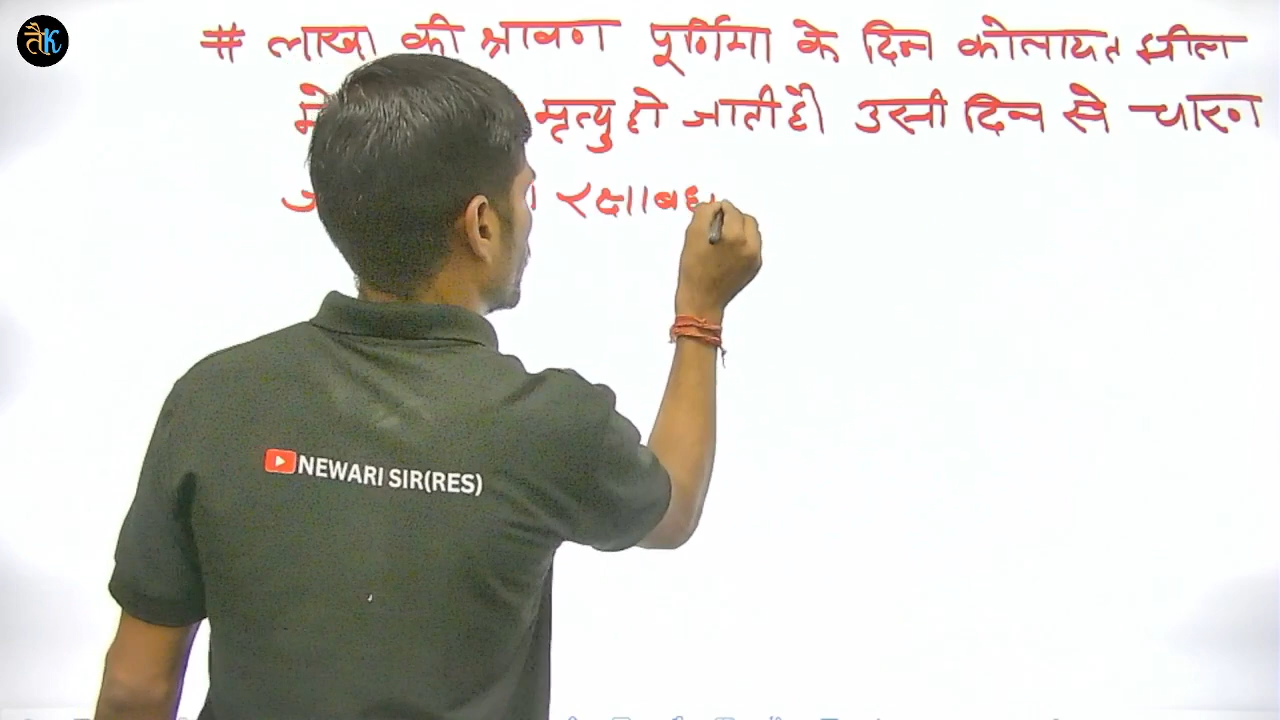 तैK
# लाखा की श्रावण पूर्णिमा के दिन कोलायत झील
में मृत्यु हो जाती है। उसी दिन से चारण
रक्षाबंध
NEWARI SIR(RES)